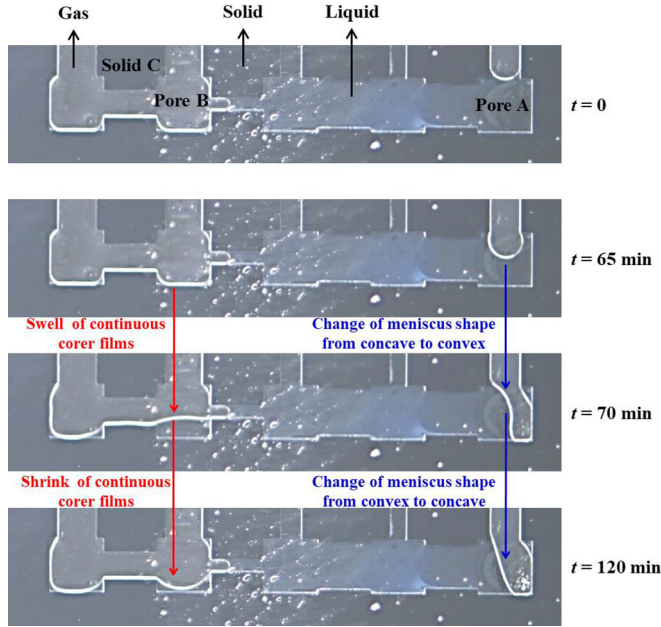 Gas Solid Liquid
Solid C
Pore B Pore A
t = 0
t = 65 min
Swell of continuous
corer films
Change of meniscus shape
from concave to convex
t = 70 min
Shrink of continuous
corer films
Change of meniscus shape
from convex to concave
t = 120 min